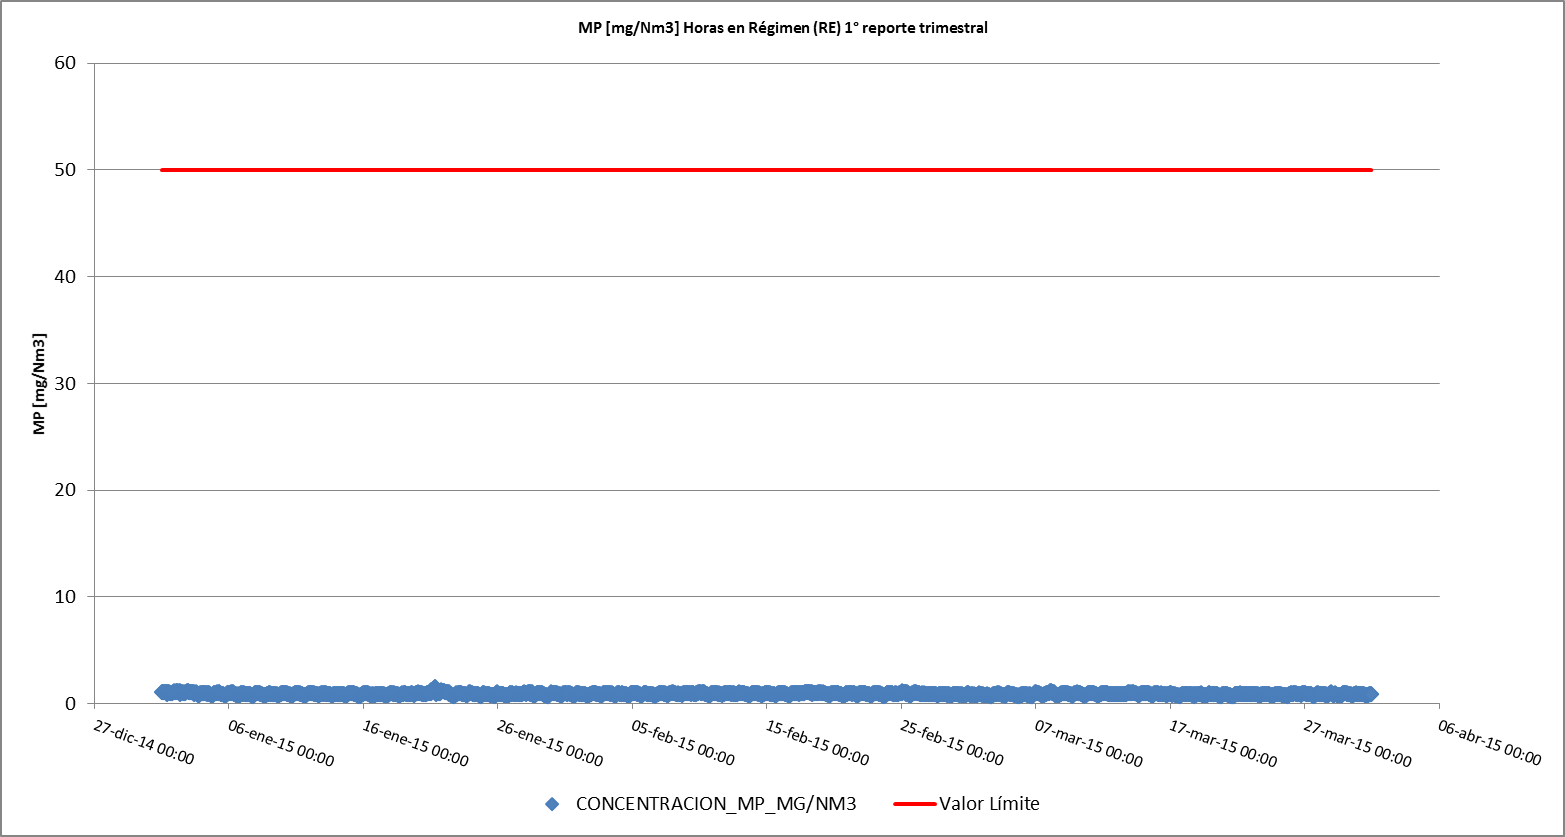 MP [mg/Nm3] Horas en Régimen (RE) 1° reporte trimestral
60
50
40
30
20
10
0
MP [mg/Nm3]
27-dic-14 00:00
06-ene-15 00:00
16-ene-15 00:00
26-ene-15 00:00
05-feb-15 00:00
15-feb-15 00:00
25-feb-15 00:00
07-mar-15 00:00
17-mar-15 00:00
27-mar-15 00:00
06-abr-15 00:00
CONCENTRACION_MP_MG/NM3
Valor Límite